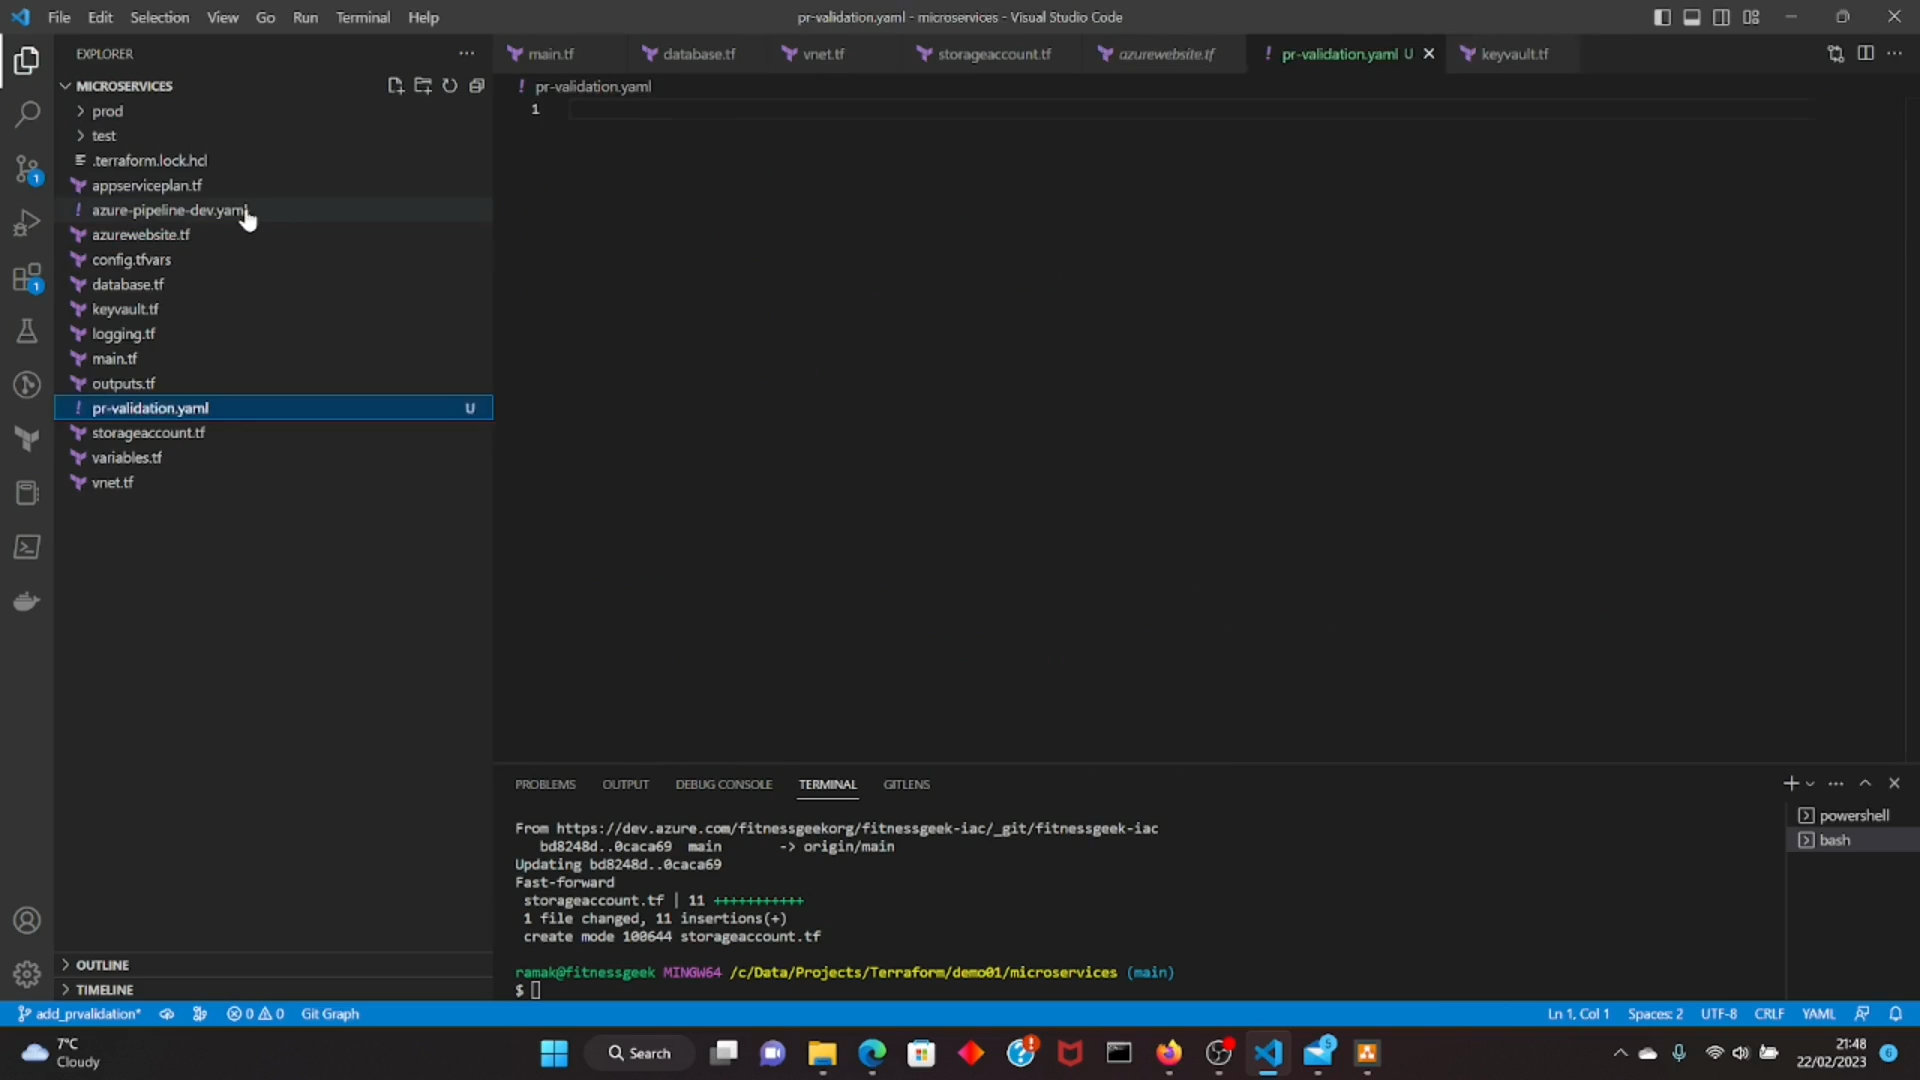 File Edit Selection View Go Run Terminal Help
pr-validation.yaml - microservices - Visual Studio Code
EXPLORER
MICROSERVICES
prod
test
.terraform.lock.hcl
appserviceplan.tf
azure-pipeline-dev.yaml
azurewebsite.tf
config.tfvars
database.tf
keyvault.tf
logging.tf
main.tf
outputs.tf
pr-validation.yaml U
storageaccount.tf
variables.tf
vnet.tf
OUTLINE
TIMELINE
1
1
main.tf database.tf vnet.tf storageaccount.tf azurewebsite.tf ! pr-validation.yaml U keyvault.tf
! pr-validation.yaml
1
PROBLEMS OUTPUT DEBUG CONSOLE TERMINAL GITLENS
powershell
bash
From https://dev.azure.com/fitnessgeekorg/fitnessgeek-iac/_git/fitnessgeek-iac
bd8248d..0caca69 main -> origin/main
Updating bd8248d..0caca69
Fast-forward
storageaccount.tf | 11 +++++++++++
1 file changed, 11 insertions(+)
create mode 100644 storageaccount.tf
ramak@fitnessgeek MINGW64 /c/Data/Projects/Terraform/demo01/microservices (main)
$
add_prvalidation* 0 0 Git Graph
Ln 1, Col 1 Spaces: 2 UTF-8 CRLF YAML
7°C
Cloudy
Search
5
21:48
22/02/2023
6